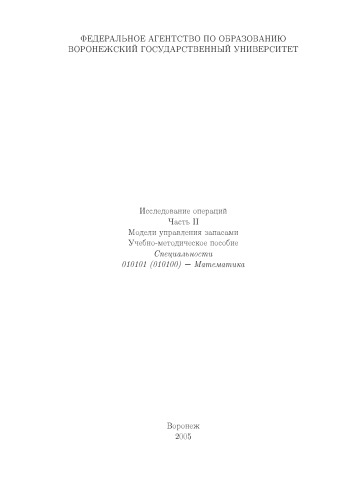 ФЕДЕРАЛЬНОЕ АГЕНТСТВО ПО ОБРАЗОВАНИЮ
ВОРОНЕЖСКИЙ ГОСУДАРСТВЕННЫЙ УНИВЕРСИТЕТ
Исследование операций
Часть II
Модели управления запасами
Учебно-методическое пособие
Специальности
010101 (010100) — Математика
Воронеж
2005